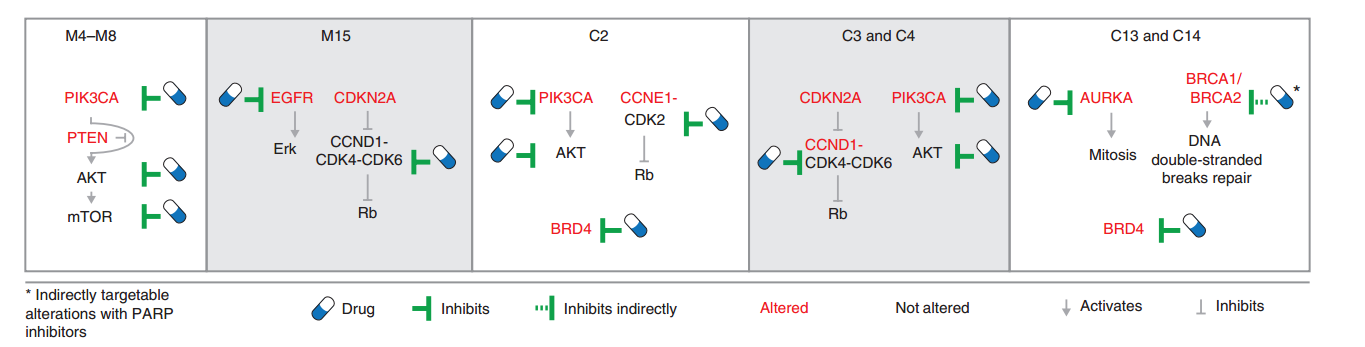 M4–M8
PIK3CA
PTEN
AKT
mTOR
M15
EGFR
Erk
CDKN2A
CCND1-
CDK4-CDK6
Rb
C2
PIK3CA
AKT
CCNE1-
CDK2
Rb
BRD4
C3 and C4
CDKN2A
CCND1-
CDK4-CDK6
Rb
PIK3CA
AKT
C13 and C14
AURKA
Mitosis
BRCA1/
BRCA2 *
DNA
double-stranded
breaks repair
BRD4
* Indirectly targetable
alterations with PARP
inhibitors
Drug
Inhibits
Inhibits indirectly
Altered
Not altered
Activates
Inhibits